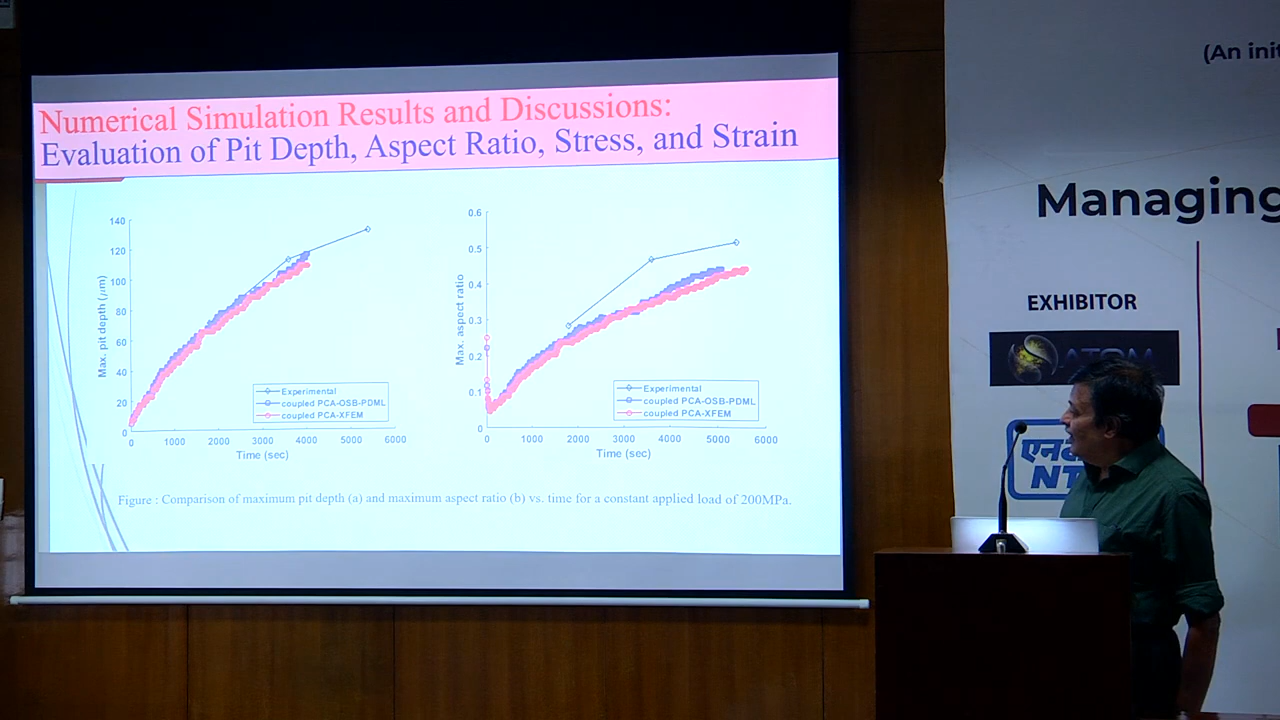 Numerical Simulation Results and Discussions:
Evaluation of Pit Depth, Aspect Ratio, Stress, and Strain
140
120
100
80
60
40
20
0
Max. pit depth (μm)
0 1000 2000 3000 4000 5000 6000
Time (sec)
Experimental
coupled PCA-OSB-PDML
coupled PCA-XFEM
0.6
0.5
0.4
0.3
0.2
0.1
0
Max. aspect ratio
0 1000 2000 3000 4000 5000 6000
Time (sec)
Experimental
coupled PCA-OSB-PDML
coupled PCA-XFEM
Figure : Comparison of maximum pit depth (a) and maximum aspect ratio (b) vs. time for a constant applied load of 200MPa.
(An
Managing
EXHIBITOR
ATOM
NT